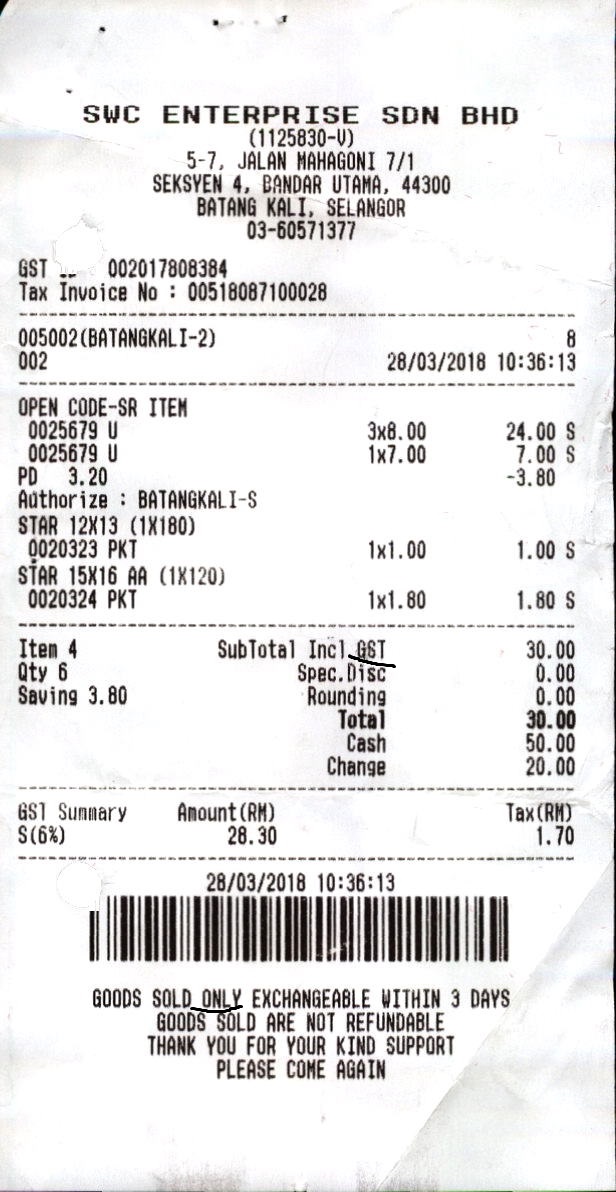 SWC ENTERPRISE SDN BHD
(1125830-V)
5-7, JALAN MAHAGONI 7/1
SEKSYEN 4, BANDAR UTAMA, 44300
BATANG KALI, SELANGOR
03-60571377
GST 002017808384
Tax Invoice No : 00518087100028
005002(BATANGKALI-2) 8
002 28/03/2018 10:36:13
OPEN CODE-SR ITEM
0025679 U 3x8.00 24.00 S
0025679 U 1x7.00 7.00 S
PD 3.20 -3.80
Authorize : BATANGKALI-S
STAR 12X13 (1X180)
0020323 PKT 1x1.00 1.00 S
STAR 15X16 AA (1X120)
0020324 PKT 1x1.80 1.80 S
Item 4 SubTotal Incl.GST 30.00
Qty 6 Spec.Disc 0.00
Saving 3.80 Rounding 0.00
Total 30.00
Cash 50.00
Change 20.00
GST Summary Amount(RM) Tax(RM)
S(6%) 28.30 1.70
28/03/2018 10:36:13
GOODS SOLD ONLY EXCHANGEABLE WITHIN 3 DAYS
GOODS SOLD ARE NOT REFUNDABLE
THANK YOU FOR YOUR KIND SUPPORT
PLEASE COME AGAIN